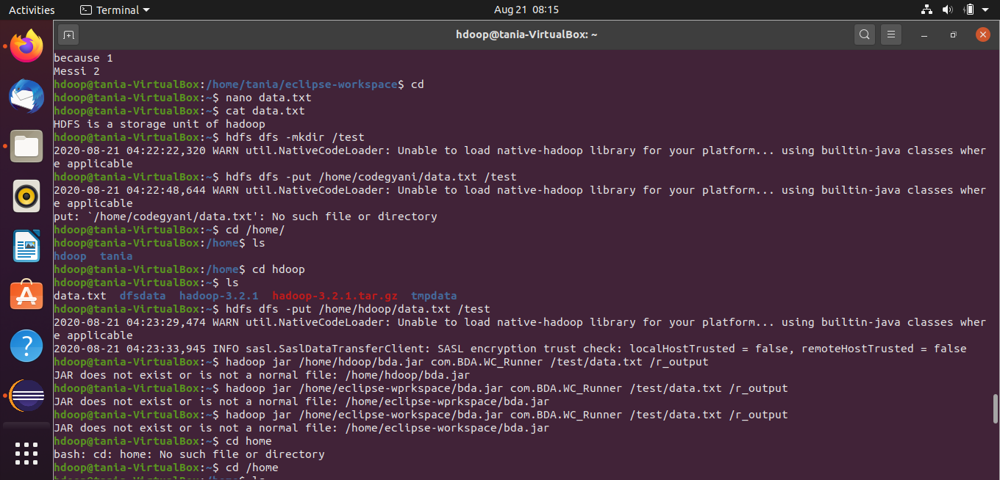 Activities Terminal Aug 21 08:15
hdoop@tania-VirtualBox: ~
because 1
Messi 2
hdoop@tania-VirtualBox:/home/tania/eclipse-workspace$ cd
hdoop@tania-VirtualBox:~$ nano data.txt
hdoop@tania-VirtualBox:~$ cat data.txt
HDFS is a storage unit of hadoop
hdoop@tania-VirtualBox:~$ hdfs dfs -mkdir /test
2020-08-21 04:22:22,320 WARN util.NativeCodeLoader: Unable to load native-hadoop library for your platform... using builtin-java classes wher
e applicable
hdoop@tania-VirtualBox:~$ hdfs dfs -put /home/codegyani/data.txt /test
2020-08-21 04:22:48,644 WARN util.NativeCodeLoader: Unable to load native-hadoop library for your platform... using builtin-java classes wher
e applicable
put: `/home/codegyani/data.txt': No such file or directory
hdoop@tania-VirtualBox:~$ cd /home/
hdoop@tania-VirtualBox:/home$ ls
hdoop tania
hdoop@tania-VirtualBox:/home$ cd hdoop
hdoop@tania-VirtualBox:~$ ls
data.txt dfsdata hadoop-3.2.1 hadoop-3.2.1.tar.gz tmpdata
hdoop@tania-VirtualBox:~$ hdfs dfs -put /home/hdoop/data.txt /test
2020-08-21 04:23:29,474 WARN util.NativeCodeLoader: Unable to load native-hadoop library for your platform... using builtin-java classes wher
e applicable
2020-08-21 04:23:33,945 INFO sasl.SaslDataTransferClient: SASL encryption trust check: localHostTrusted = false, remoteHostTrusted = false
hdoop@tania-VirtualBox:~$ hadoop jar /home/hdoop/bda.jar com.BDA.WC_Runner /test/data.txt /r_output
JAR does not exist or is not a normal file: /home/hdoop/bda.jar
hdoop@tania-VirtualBox:~$ hadoop jar /home/eclipse-wprkspace/bda.jar com.BDA.WC_Runner /test/data.txt /r_output
JAR does not exist or is not a normal file: /home/eclipse-wprkspace/bda.jar
hdoop@tania-VirtualBox:~$ hadoop jar /home/eclipse-workspace/bda.jar com.BDA.WC_Runner /test/data.txt /r_output
JAR does not exist or is not a normal file: /home/eclipse-workspace/bda.jar
hdoop@tania-VirtualBox:~$ cd home
bash: cd: home: No such file or directory
hdoop@tania-VirtualBox:~$ cd /home
hdoop@tania-VirtualBox:/home$ ls